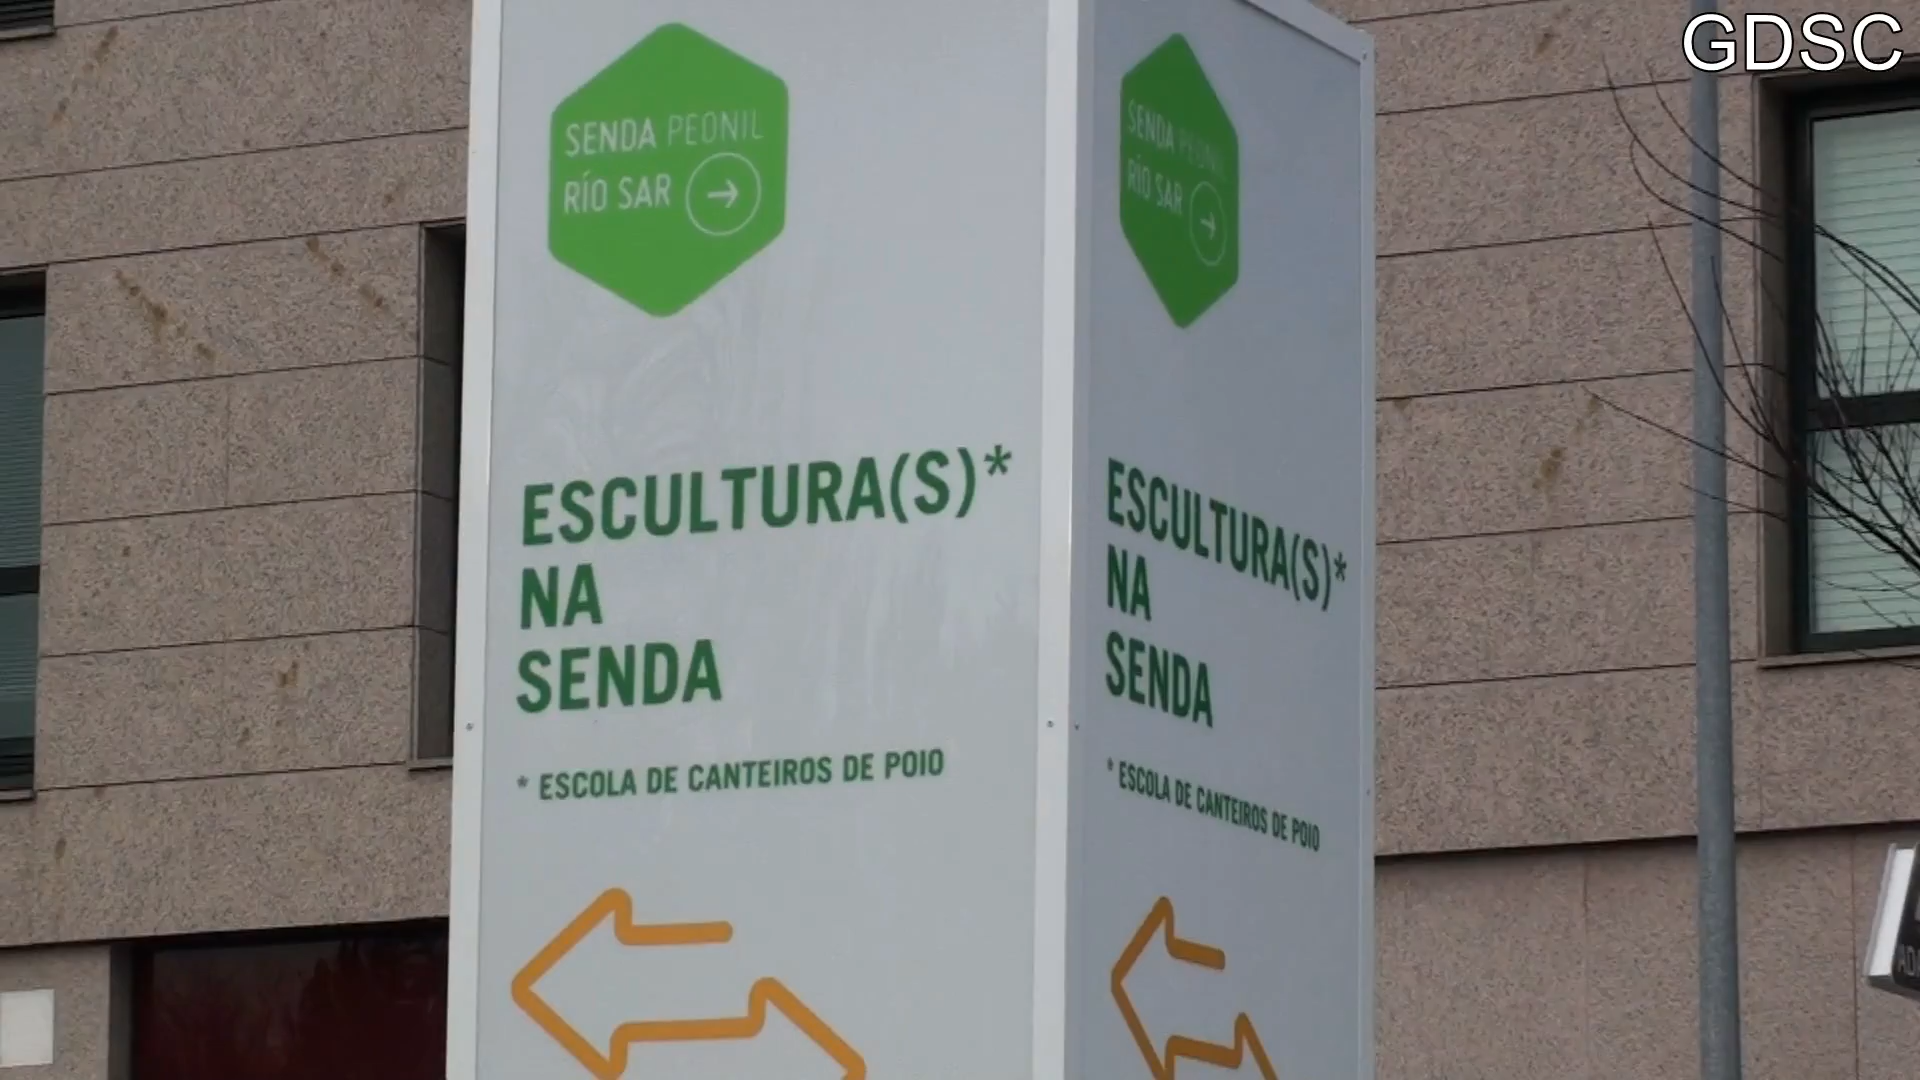 GDSC
SENDA PEONIL
RÍO SAR
ESCULTURA(S)*
NA
SENDA
* ESCOLA DE CANTEIROS DE POIO
SENDA PEONIL
RÍO SAR
ESCULTURA(S)*
NA
SENDA
* ESCOLA DE CANTEIROS DE POIO